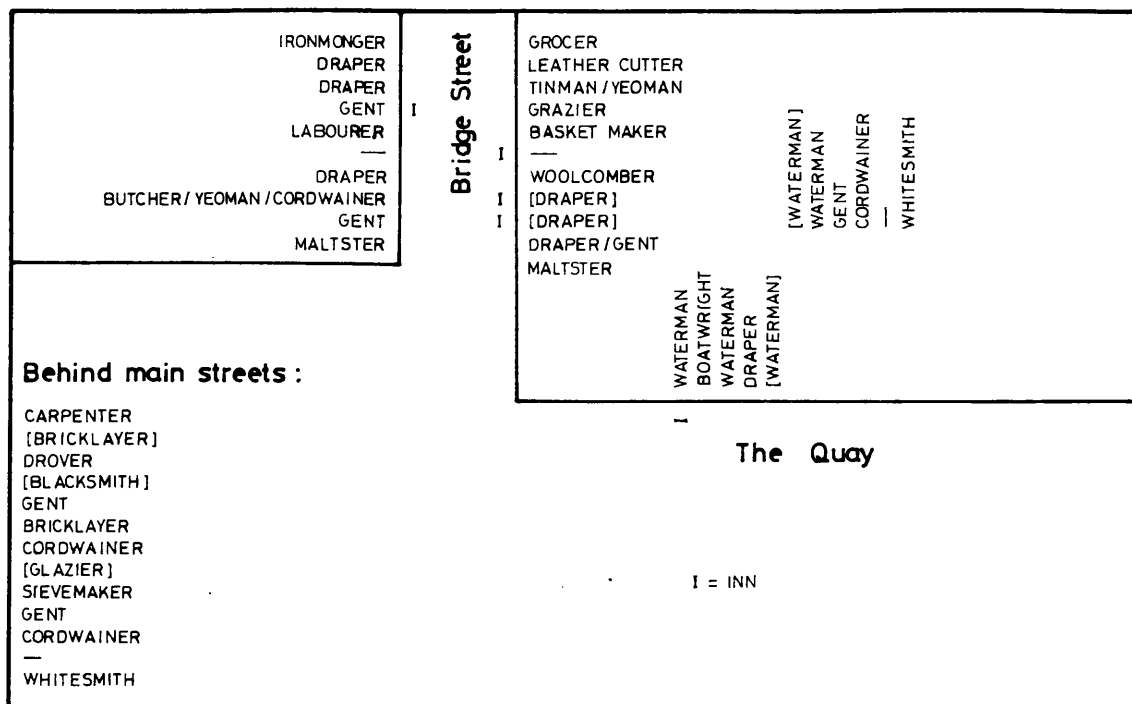 IRONMONGER
DRAPER
DRAPER
GENT I
LABOURER
—
DRAPER
BUTCHER/YEOMAN/CORDWAINER
GENT
MALTSTER
Bridge Street
GROCER
LEATHER CUTTER
TINMAN/YEOMAN
GRAZIER
BASKET MAKER
I —
WOOLCOMBER
I [DRAPER]
I [DRAPER]
DRAPER/GENT
MALTSTER
WATERMAN
BOATWRIGHT
WATERMAN
DRAPER
[WATERMAN]
[WATERMAN]
WATERMAN
GENT
CORDWAINER
—
WHITESMITH
I
The Quay
Behind main streets:
CARPENTER
[BRICKLAYER]
DROVER
[BLACKSMITH]
GENT
BRICKLAYER
CORDWAINER
[GLAZIER]
SIEVEMAKER
GENT
CORDWAINER
—
WHITESMITH
I = INN